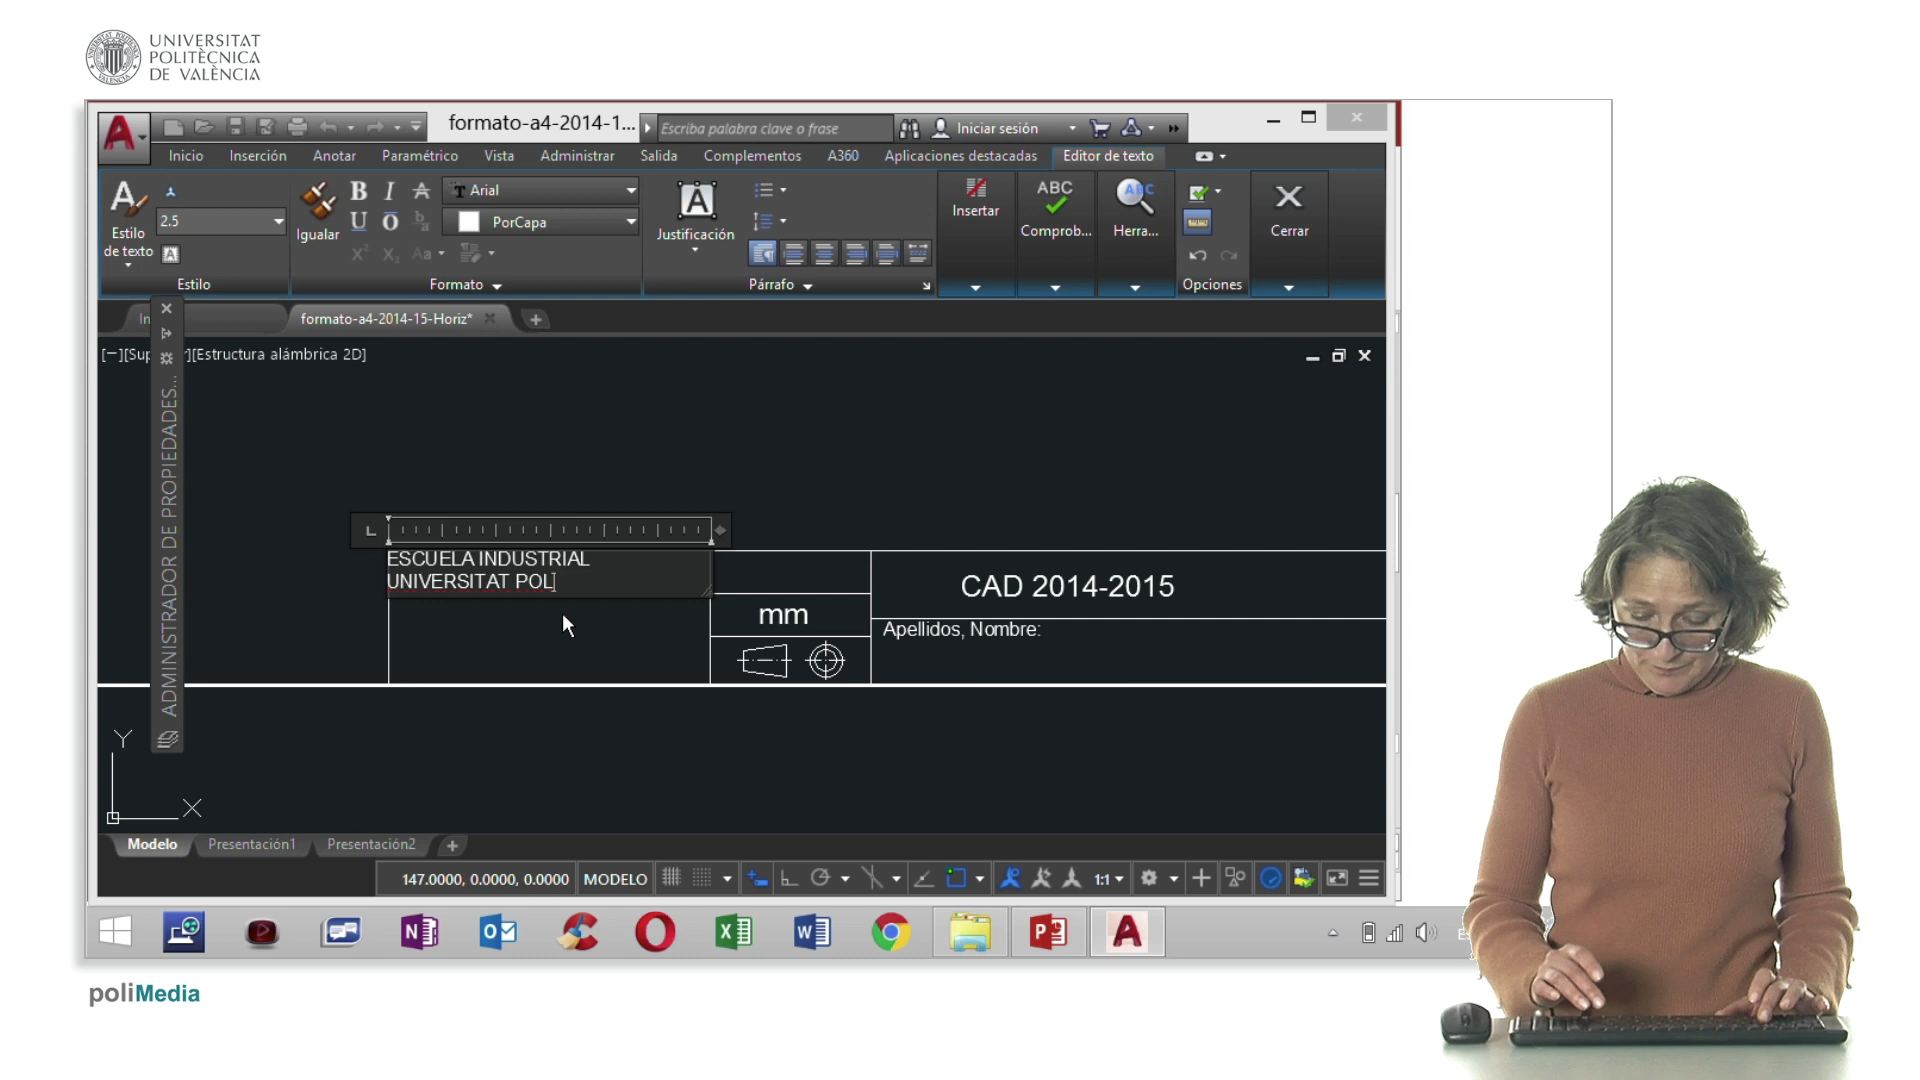 UNIVERSITAT
POLITÈCNICA
DE VALÈNCIA
formato-a4-2014-1...
Escriba palabra clave o frase
Iniciar sesión
Inicio
Inserción
Anotar
Paramétrico
Vista
Administrar
Salida
Complementos
A360
Aplicaciones destacadas
Editor de texto
Estilo
de texto
2.5
Estilo
Igualar
Arial
PorCapa
Formato
Justificación
Párrafo
Insertar
ABC
Comprob...
ABC
Herra...
Opciones
Cerrar
In
formato-a4-2014-15-Horiz*
[−][Sup
][Estructura alámbrica 2D]
ADMINISTRADOR DE PROPIEDADES...
ESCUELA INDUSTRIAL
UNIVERSITAT POL
mm
CAD 2014-2015
Apellidos, Nombre:
Y
X
Modelo
Presentación1
Presentación2
147.0000, 0.0000, 0.0000
MODELO
1:1
poliMedia